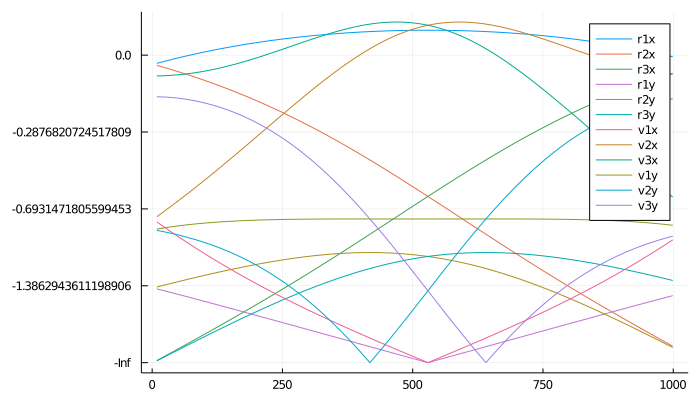 0.0
-0.2876820724517809
-0.6931471805599453
-1.3862943611198906
-Inf
0
250
500
750
1000
r1x
r2x
r3x
r1y
r2y
r3y
v1x
v2x
v3x
v1y
v2y
v3y